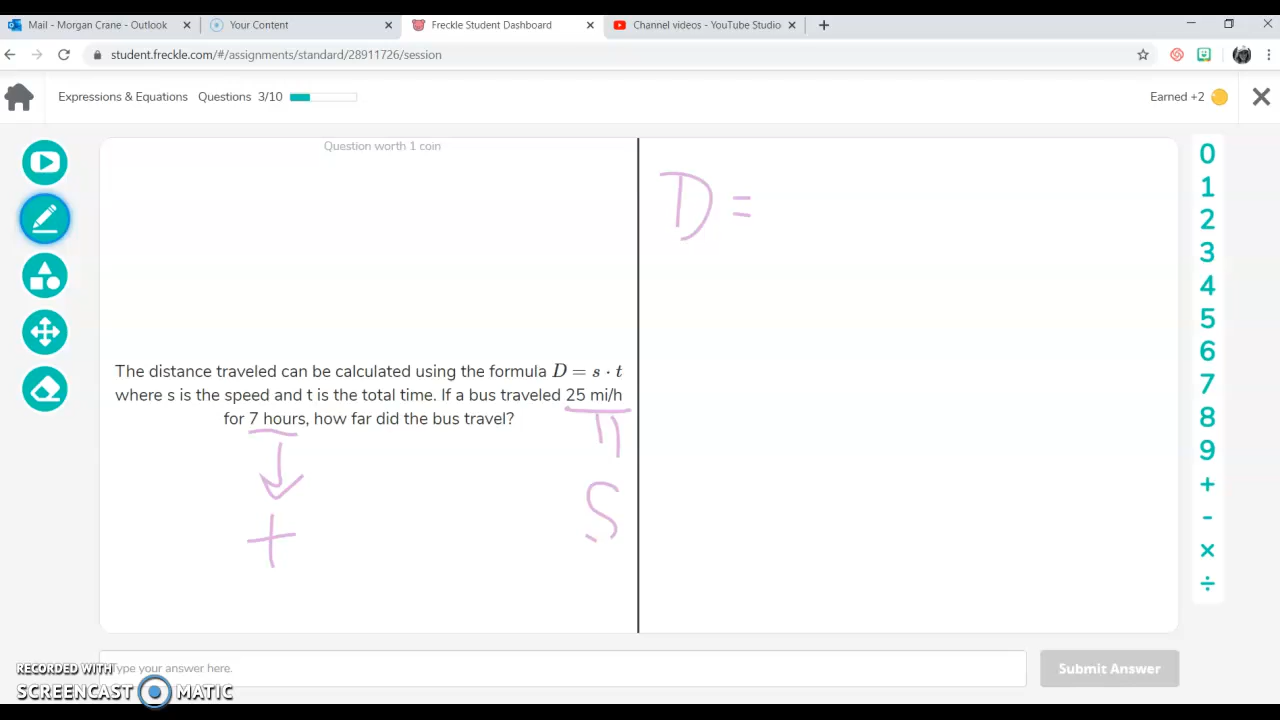 Mail - Morgan Crane - Outlook
Your Content
Freckle Student Dashboard
Channel videos - YouTube Studio
student.freckle.com/#/assignments/standard/28911726/session
Expressions & Equations Questions 3/10
Earned +2
Question worth 1 coin
D =
The distance traveled can be calculated using the formula D = s · t
where s is the speed and t is the total time. If a bus traveled 25 mi/h
for 7 hours, how far did the bus travel?
t
S
0
1
2
3
4
5
6
7
8
9
+
-
×
÷
Type your answer here.
Submit Answer
RECORDED WITH
SCREENCAST MATIC